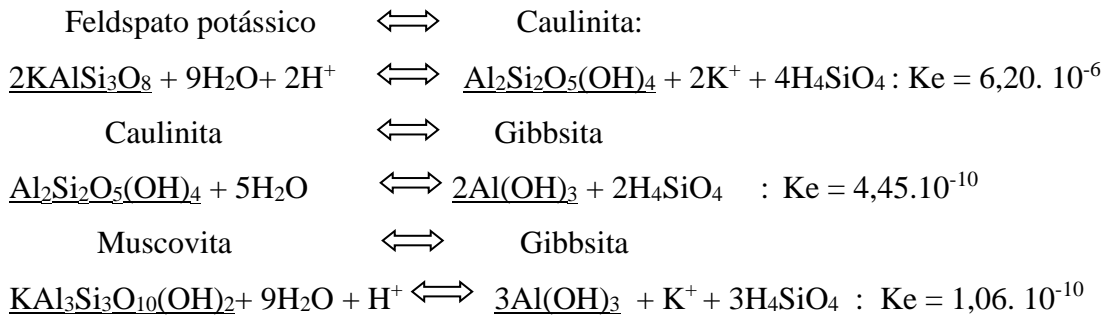 Feldspato potássico ⇔ Caulinita:
2KAlSi₃O₈ + 9H₂O+ 2H⁺ ⇔ Al₂Si₂O₅(OH)₄ + 2K⁺ + 4H₄SiO₄ : Ke = 6,20. 10⁻⁶
Caulinita ⇔ Gibbsita
Al₂Si₂O₅(OH)₄ + 5H₂O ⇔ 2Al(OH)₃ + 2H₄SiO₄ : Ke = 4,45.10⁻¹⁰
Muscovita ⇔ Gibbsita
KAl₃Si₃O₁₀(OH)₂+ 9H₂O + H⁺ ⇔ 3Al(OH)₃ + K⁺ + 3H₄SiO₄ : Ke = 1,06. 10⁻¹⁰